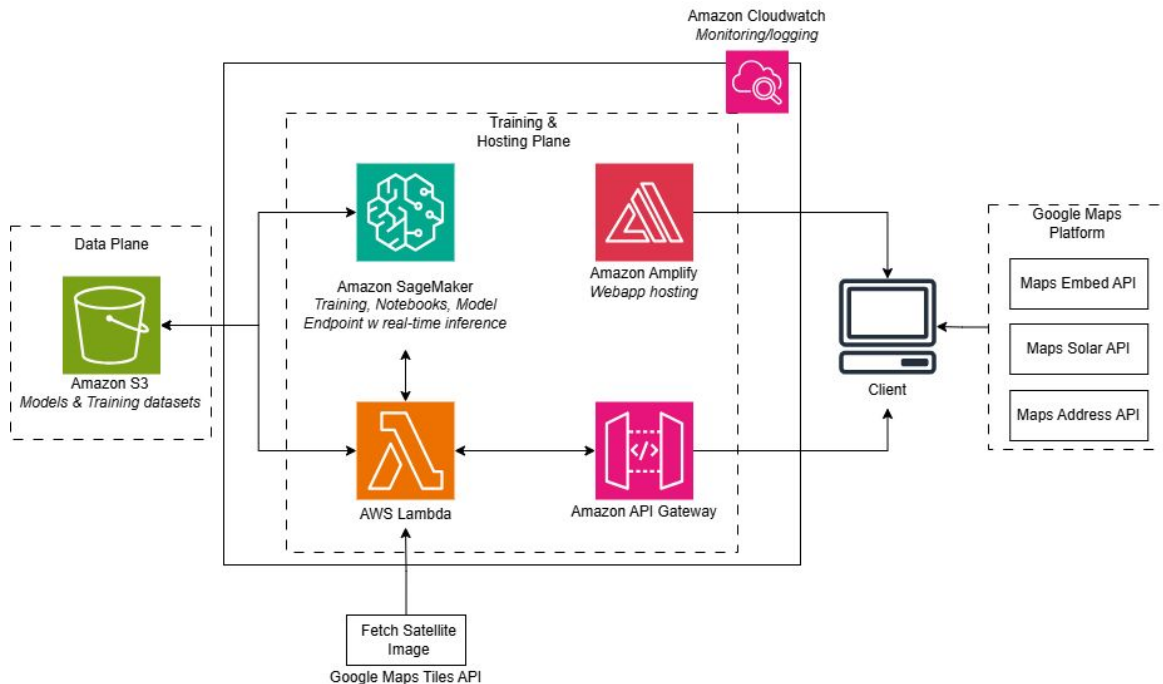 Amazon Cloudwatch
Monitoring/logging
Training &
Hosting Plane
Data Plane
Amazon S3
Models & Training datasets
Amazon SageMaker
Training, Notebooks, Model
Endpoint w real-time inference
Amazon Amplify
Webapp hosting
AWS Lambda
</>
Amazon API Gateway
Client
Google Maps
Platform
Maps Embed API
Maps Solar API
Maps Address API
Fetch Satellite
Image
Google Maps Tiles API